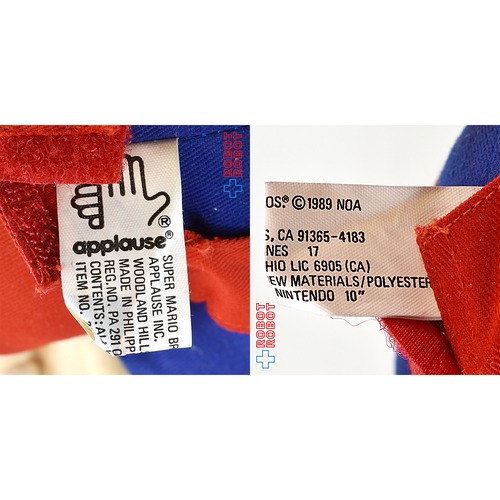 applause®
SUPER MARIO BR
APPLAUSE INC.
WOODLAND HILL
MADE IN PHILIPP
REG. NO. PA 291
CONTENTS: A
ITEM NO.
ROBOT
ROBOT
OS.® © 1989 NOA
S, CA 91365-4183
NES 17
HIO LIC 6905 (CA)
EW MATERIALS/POLYESTER
NINTENDO 10"
ROBOT
ROBOT